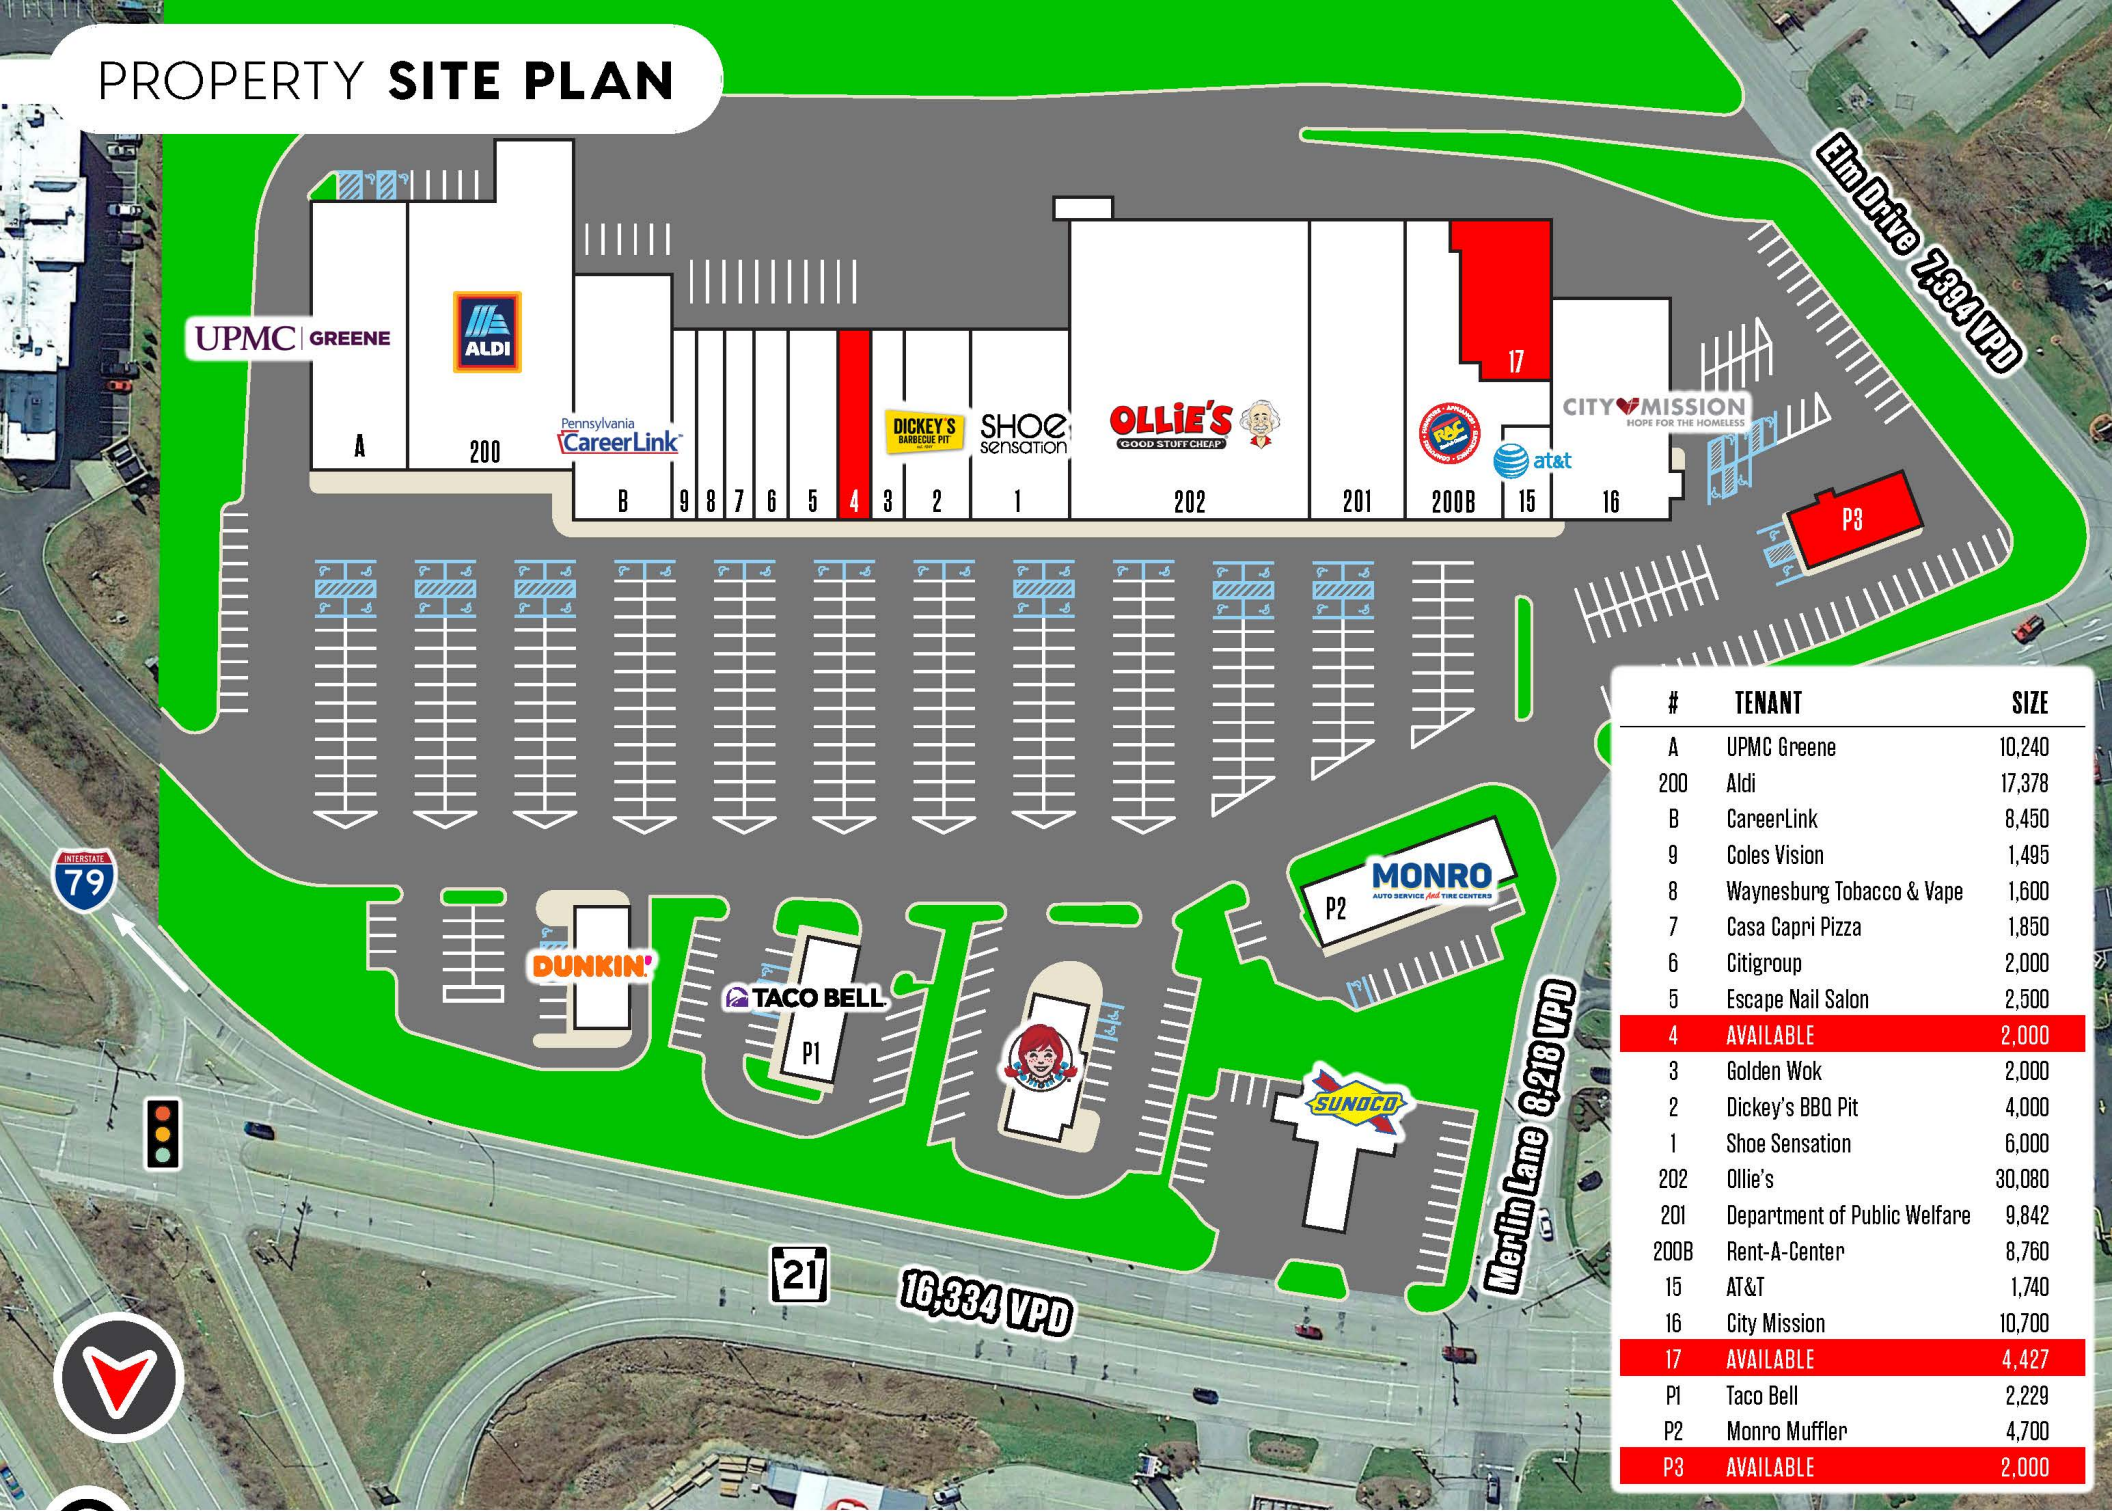 PROPERTY SITE PLAN
Elm Drive 7,394 VPD
UPMC GREENE
ALDI
Pennsylvania
CareerLink
DICKEY'S
BARBECUE PIT
SHOE
sensation
OLLIE'S
GOOD STUFF CHEAP
RAC
at&t
CITY MISSION
HOPE FOR THE HOMELESS
17
A
200
B
9
8
7
6
5
4
3
2
1
202
201
200B
15
16
P3
INTERSTATE
79
DUNKIN'
TACO BELL
P1
MONRO
AUTO SERVICE And TIRE CENTERS
P2
SUNOCO
Merlin Lane 8,218 VPD
21
16,334 VPD
# TENANT SIZE
A UPMC Greene 10,240
200 Aldi 17,378
B CareerLink 8,450
9 Coles Vision 1,495
8 Waynesburg Tobacco & Vape 1,600
7 Casa Capri Pizza 1,850
6 Citigroup 2,000
5 Escape Nail Salon 2,500
4 AVAILABLE 2,000
3 Golden Wok 2,000
2 Dickey's BBQ Pit 4,000
1 Shoe Sensation 6,000
202 Ollie's 30,080
201 Department of Public Welfare 9,842
200B Rent-A-Center 8,760
15 AT&T 1,740
16 City Mission 10,700
17 AVAILABLE 4,427
P1 Taco Bell 2,229
P2 Monro Muffler 4,700
P3 AVAILABLE 2,000